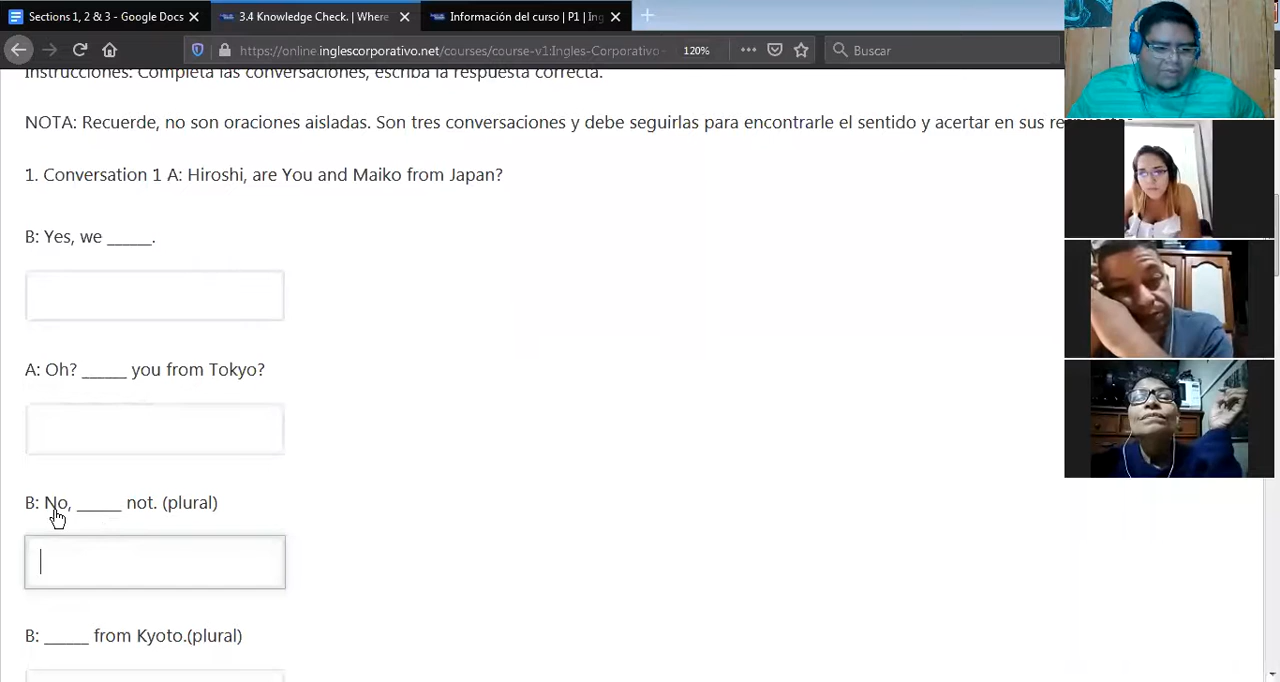 Sections 1, 2 & 3 - Google Docs
3.4 Knowledge Check. | Where
Información del curso | P1 | Ing
https://online.inglescorporativo.net/courses/course-v1:Ingles-Corporativo
120%
Buscar
Instrucciones: Completa las conversaciones, escriba la respuesta correcta.
NOTA: Recuerde, no son oraciones aisladas. Son tres conversaciones y debe seguirlas para encontrarle el sentido y acertar en sus
1. Conversation 1 A: Hiroshi, are You and Maiko from Japan?
B: Yes, we _____.
A: Oh? _____ you from Tokyo?
B: No, _____ not. (plural)
B: _____ from Kyoto.(plural)